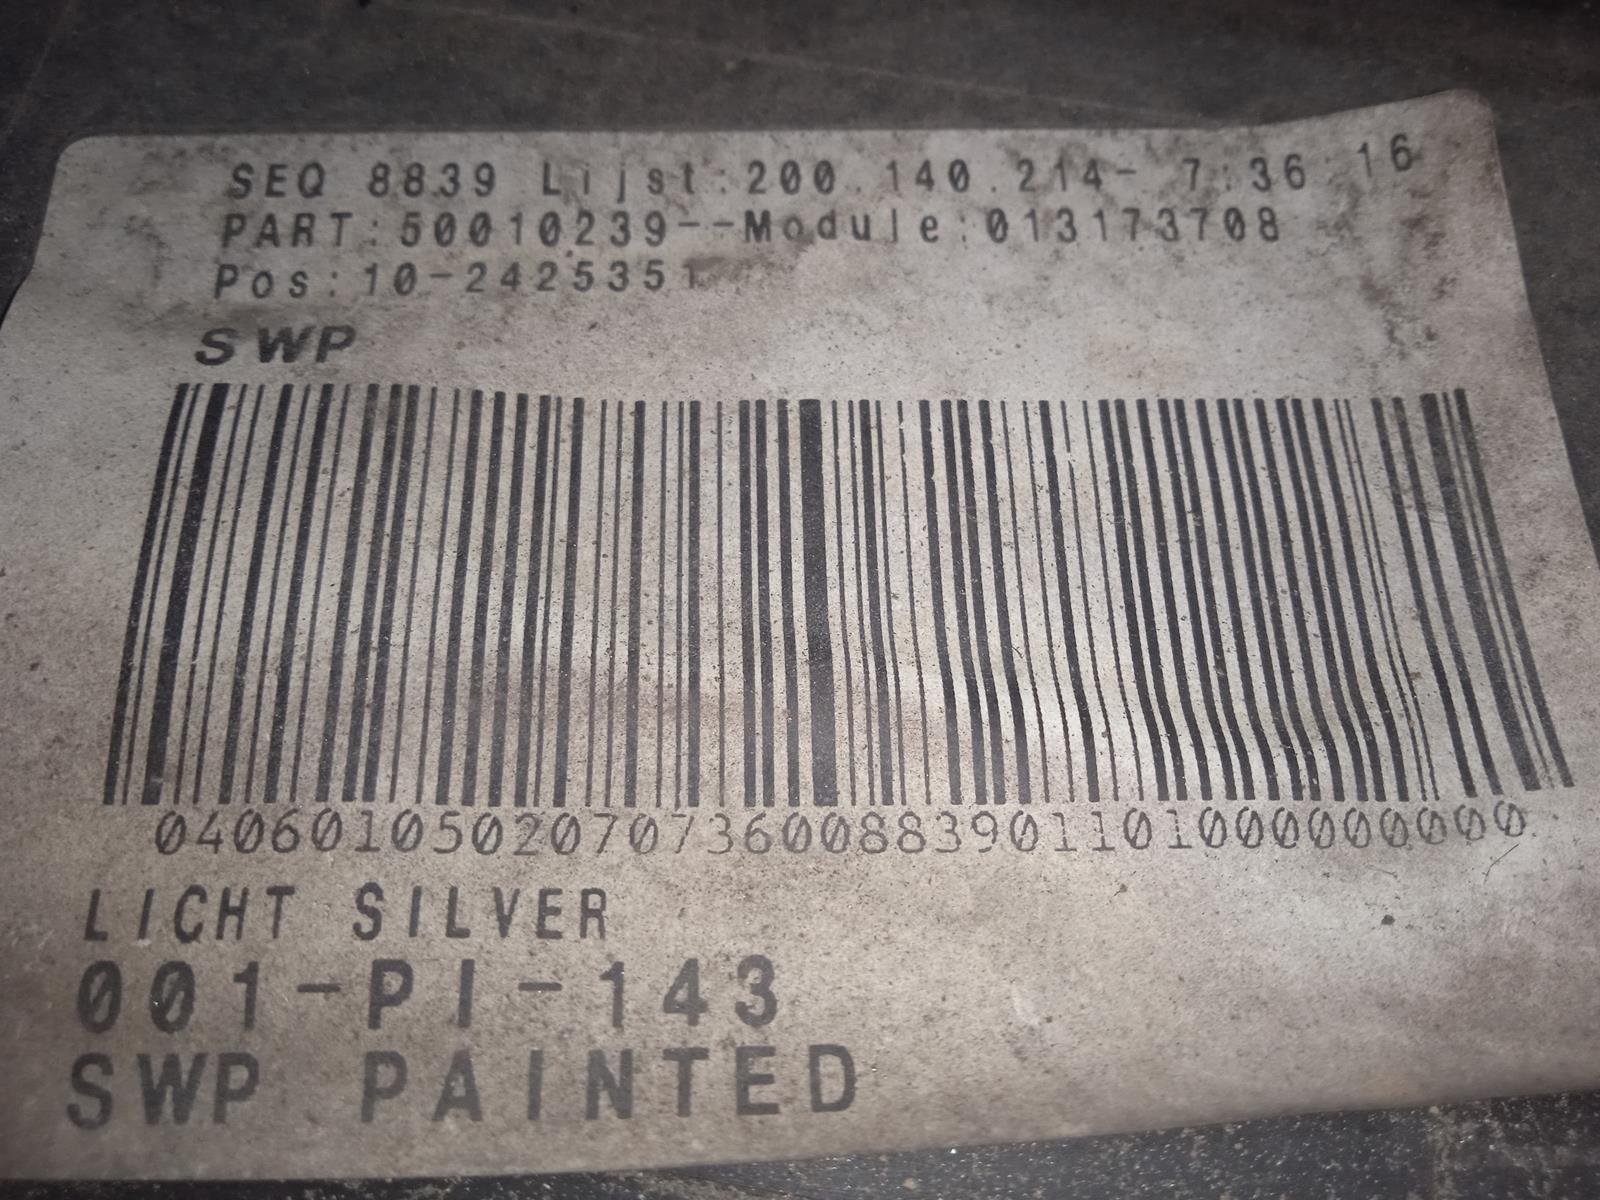 SEQ 8839 Lijst:200.140.214- 7:36:16
PART:50010239--Module:013173708
Pos:10-2425351
SWP
04060105020707360088390110100000000​0
LICHT SILVER
001-PI-143
SWP PAINTED